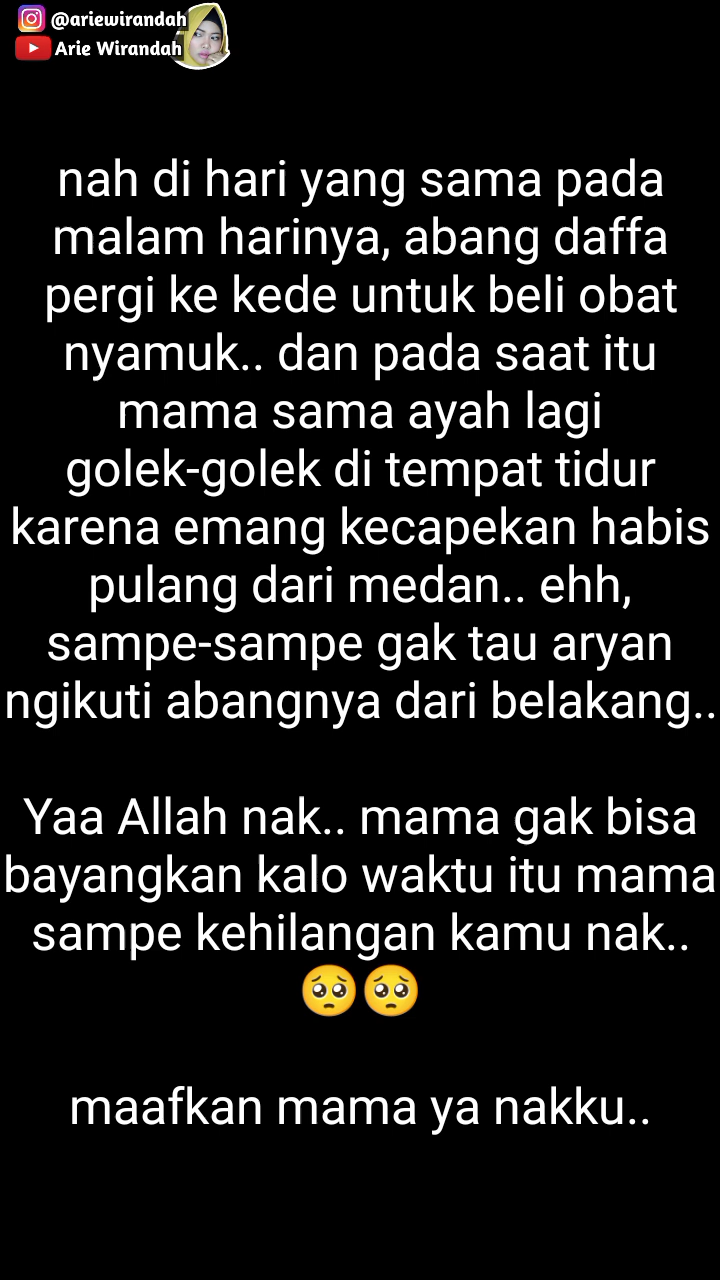 @ariewirandah
Arie Wirandah
nah di hari yang sama pada
malam harinya, abang daffa
pergi ke kede untuk beli obat
nyamuk.. dan pada saat itu
mama sama ayah lagi
golek-golek di tempat tidur
karena emang kecapekan habis
pulang dari medan.. ehh,
sampe-sampe gak tau aryan
ngikuti abangnya dari belakang..
Yaa Allah nak.. mama gak bisa
bayangkan kalo waktu itu mama
sampe kehilangan kamu nak..
🥺🥺
maafkan mama ya nakku..